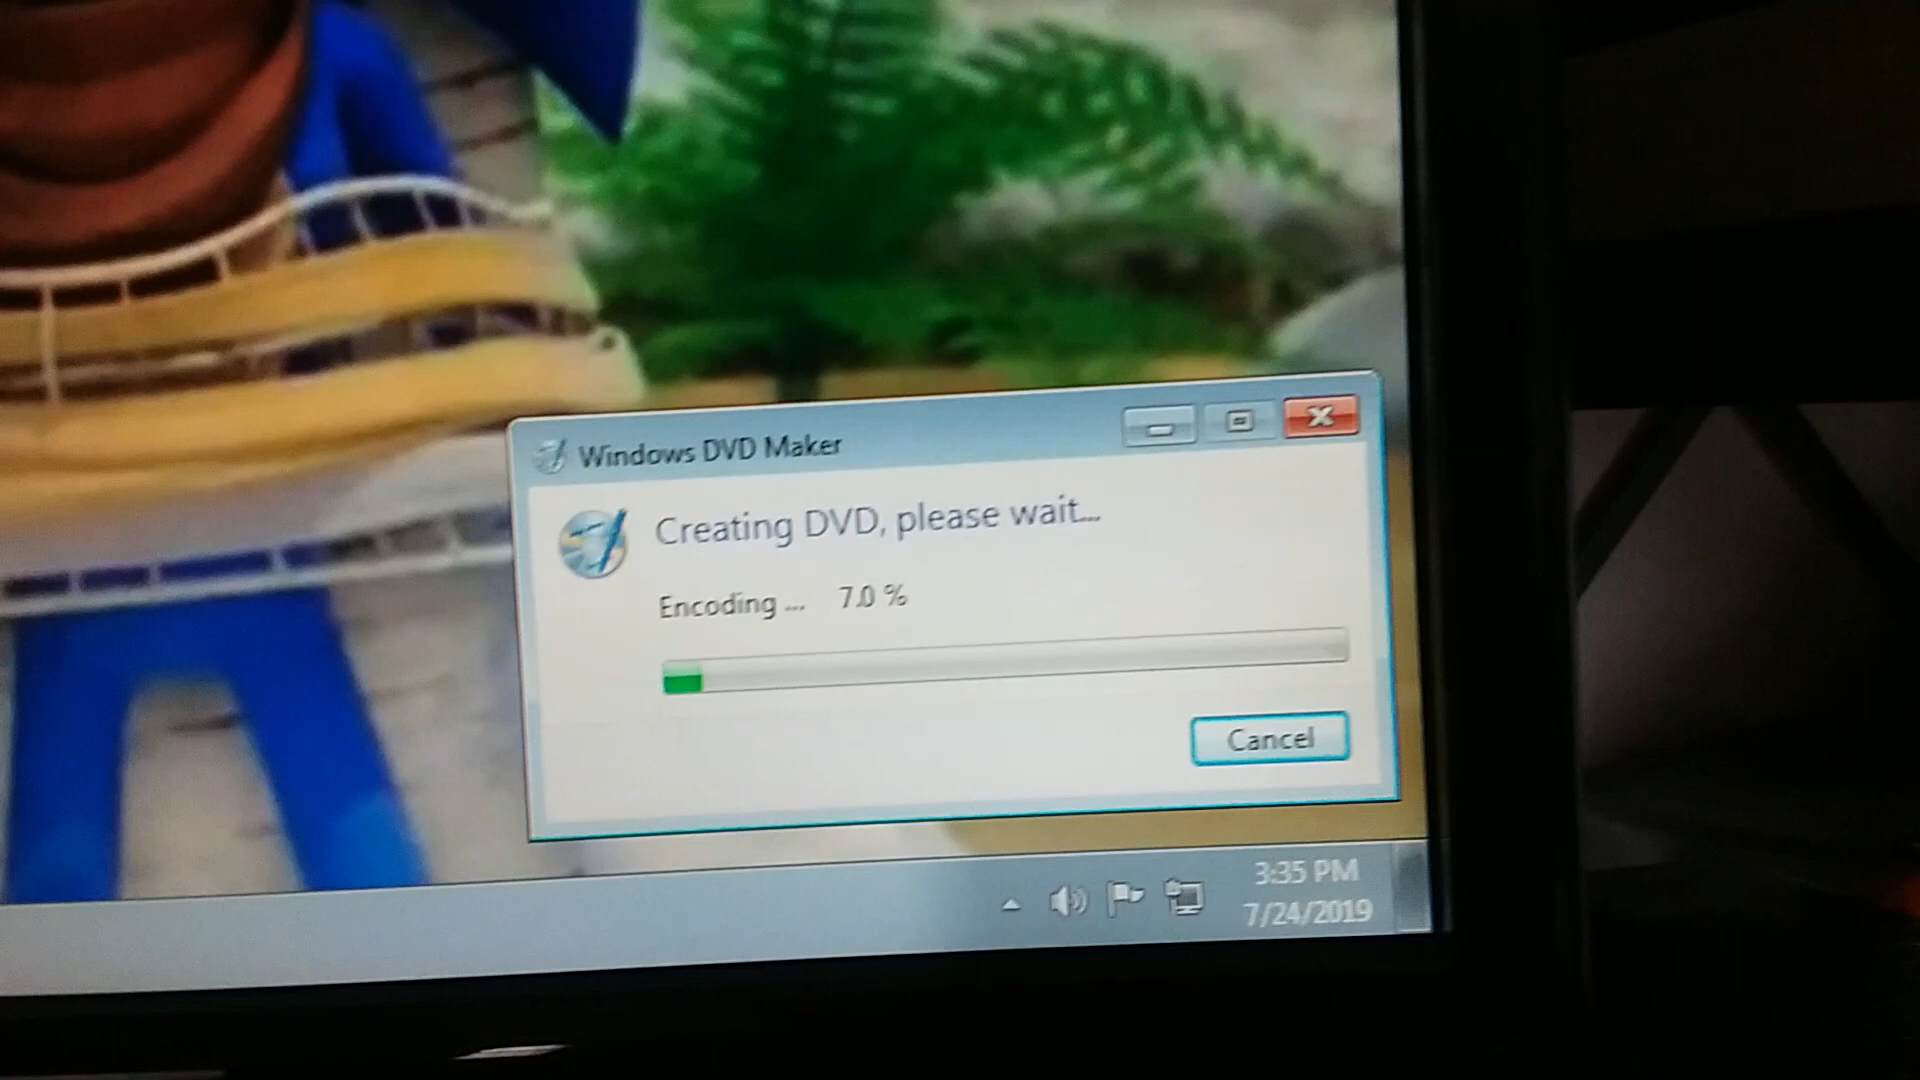 Windows DVD Maker
Creating DVD, please wait...
Encoding ... 7.0 %
Cancel
3:35 PM
7/24/2019